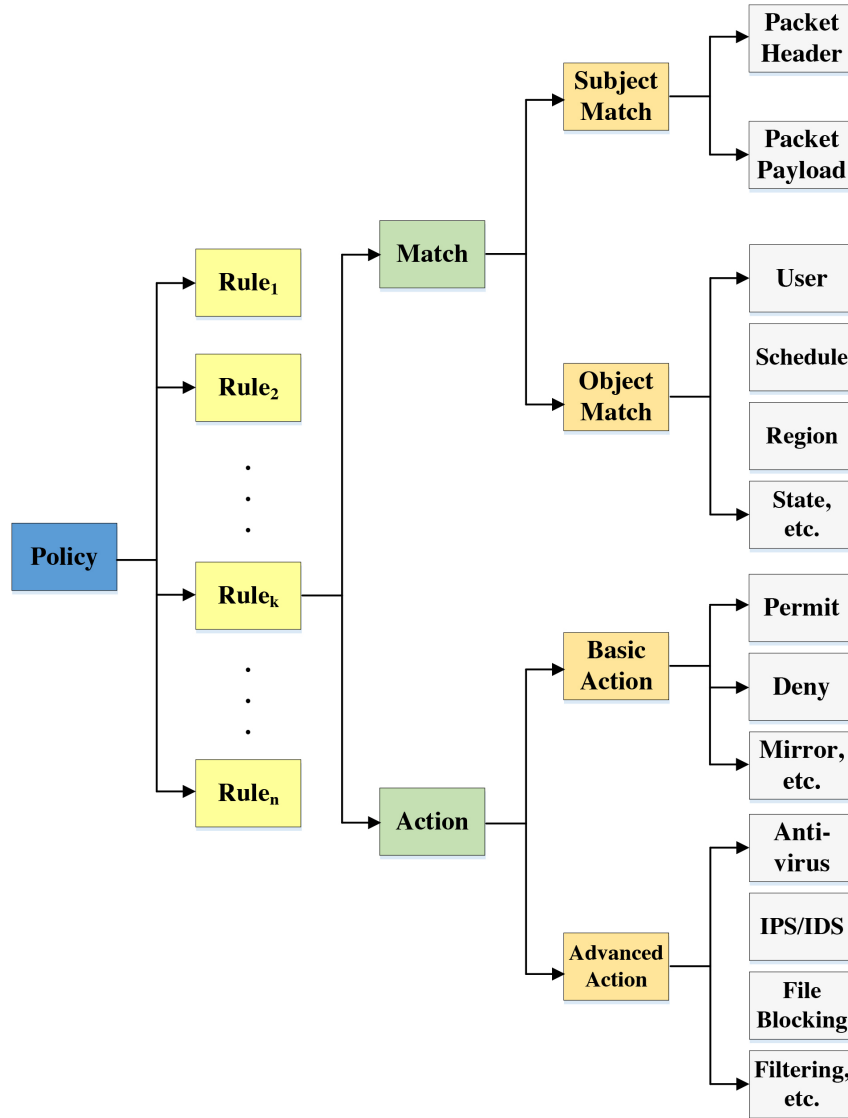 Policy
Rule₁
Rule₂
.
.
.
Ruleₖ
.
.
.
Ruleₙ
Match
Action
Subject
Match
Object
Match
Basic
Action
Advanced
Action
Packet
Header
Packet
Payload
User
Schedule
Region
State,
etc.
Permit
Deny
Mirror,
etc.
Anti-
virus
IPS/IDS
File
Blocking
Filtering,
etc.